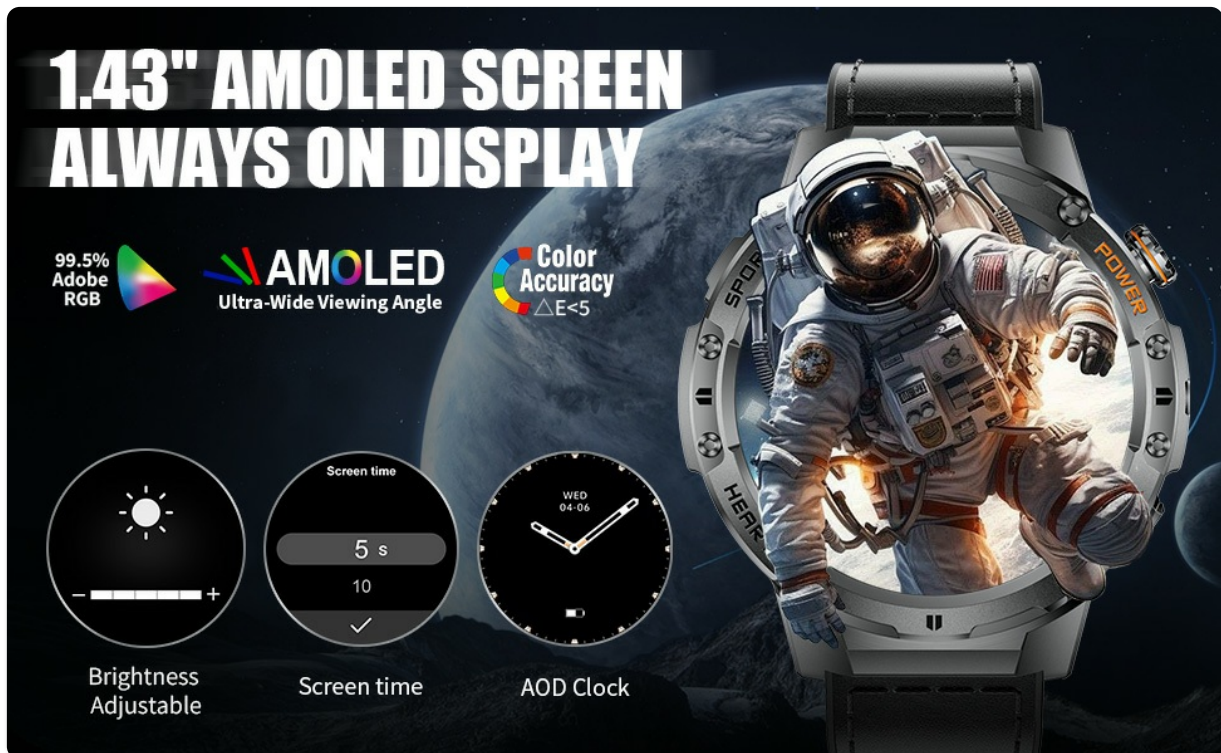 1.43" AMOLED SCREEN
ALWAYS ON DISPLAY
99.5%
Adobe
RGB
AMOLED
Ultra-Wide Viewing Angle
Color
Accuracy
△E<5
SPOR
POWER
HEAR
Screen time
5 s
10
WED
04-06
− +
Brightness
Adjustable
Screen time
AOD Clock